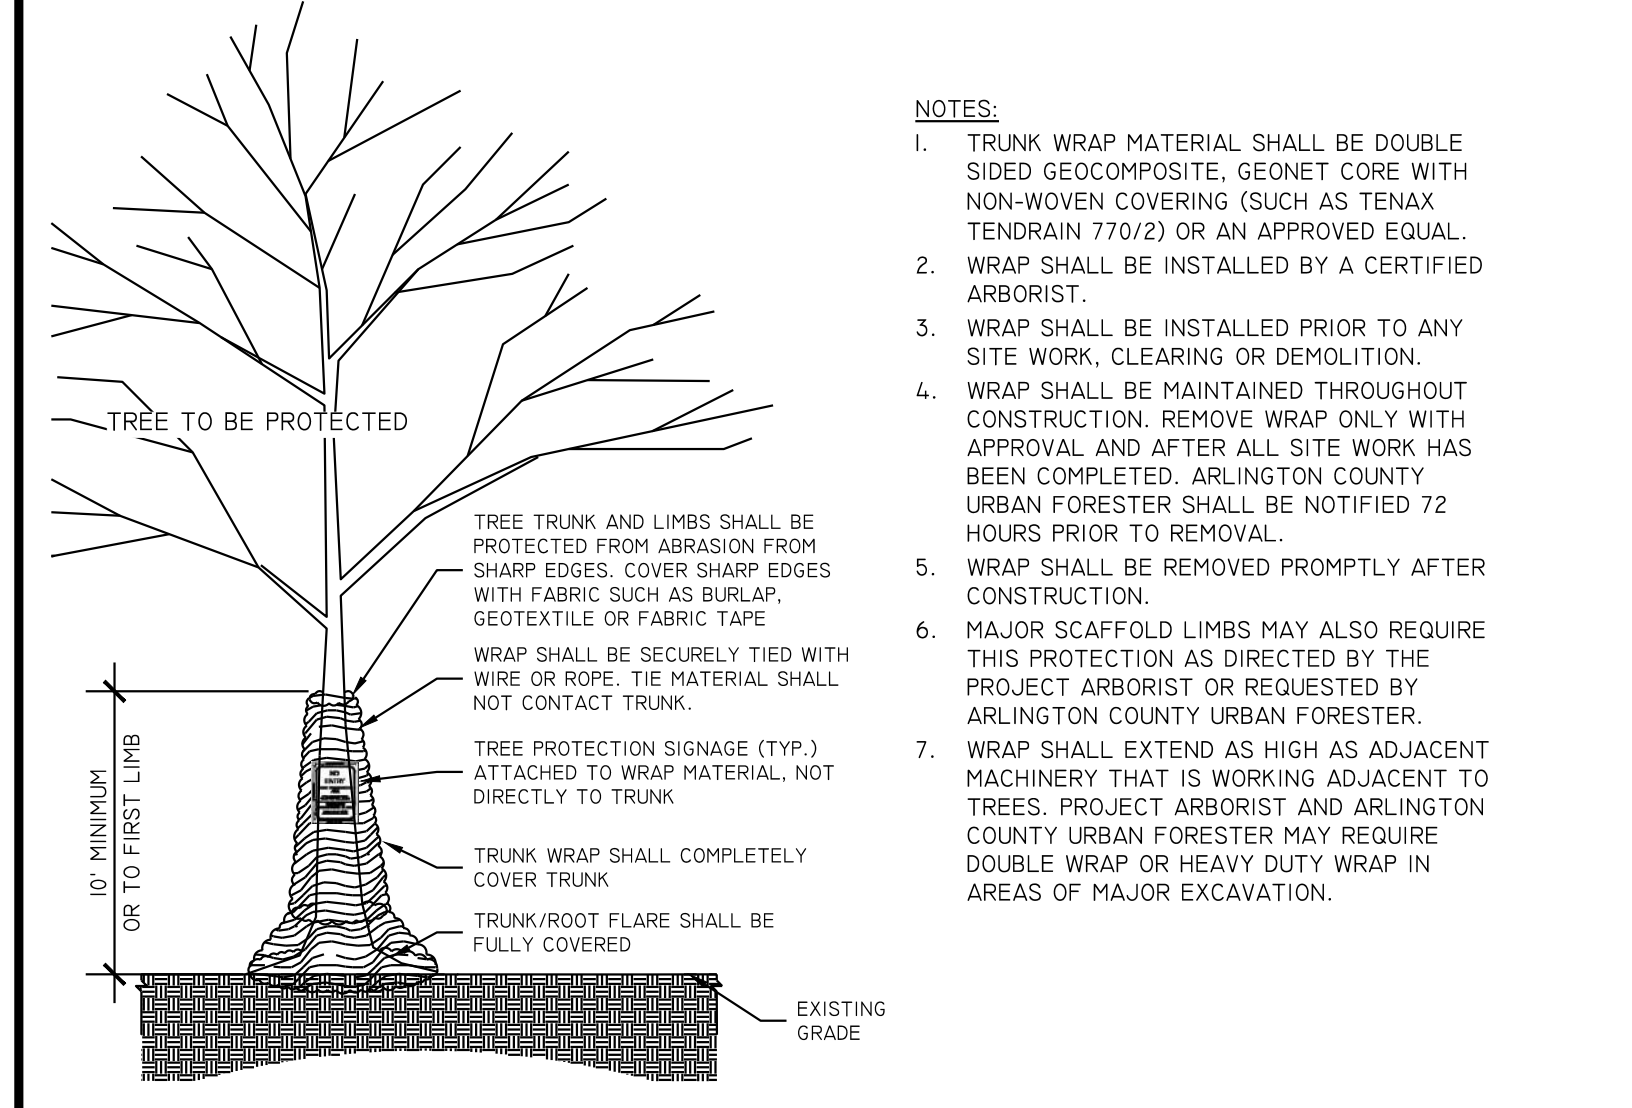 TREE TO BE PROTECTED
TREE TRUNK AND LIMBS SHALL BE
PROTECTED FROM ABRASION FROM
SHARP EDGES. COVER SHARP EDGES
WITH FABRIC SUCH AS BURLAP,
GEOTEXTILE OR FABRIC TAPE
WRAP SHALL BE SECURELY TIED WITH
WIRE OR ROPE. TIE MATERIAL SHALL
NOT CONTACT TRUNK.
TREE PROTECTION SIGNAGE (TYP.)
ATTACHED TO WRAP MATERIAL, NOT
DIRECTLY TO TRUNK
TRUNK WRAP SHALL COMPLETELY
COVER TRUNK
TRUNK/ROOT FLARE SHALL BE
FULLY COVERED
EXISTING
GRADE
10' MINIMUM
OR TO FIRST LIMB
NO
ENTRY
NOTES:
1. TRUNK WRAP MATERIAL SHALL BE DOUBLE
SIDED GEOCOMPOSITE, GEONET CORE WITH
NON-WOVEN COVERING (SUCH AS TENAX
TENDRAIN 770/2) OR AN APPROVED EQUAL.
2. WRAP SHALL BE INSTALLED BY A CERTIFIED
ARBORIST.
3. WRAP SHALL BE INSTALLED PRIOR TO ANY
SITE WORK, CLEARING OR DEMOLITION.
4. WRAP SHALL BE MAINTAINED THROUGHOUT
CONSTRUCTION. REMOVE WRAP ONLY WITH
APPROVAL AND AFTER ALL SITE WORK HAS
BEEN COMPLETED. ARLINGTON COUNTY
URBAN FORESTER SHALL BE NOTIFIED 72
HOURS PRIOR TO REMOVAL.
5. WRAP SHALL BE REMOVED PROMPTLY AFTER
CONSTRUCTION.
6. MAJOR SCAFFOLD LIMBS MAY ALSO REQUIRE
THIS PROTECTION AS DIRECTED BY THE
PROJECT ARBORIST OR REQUESTED BY
ARLINGTON COUNTY URBAN FORESTER.
7. WRAP SHALL EXTEND AS HIGH AS ADJACENT
MACHINERY THAT IS WORKING ADJACENT TO
TREES. PROJECT ARBORIST AND ARLINGTON
COUNTY URBAN FORESTER MAY REQUIRE
DOUBLE WRAP OR HEAVY DUTY WRAP IN
AREAS OF MAJOR EXCAVATION.